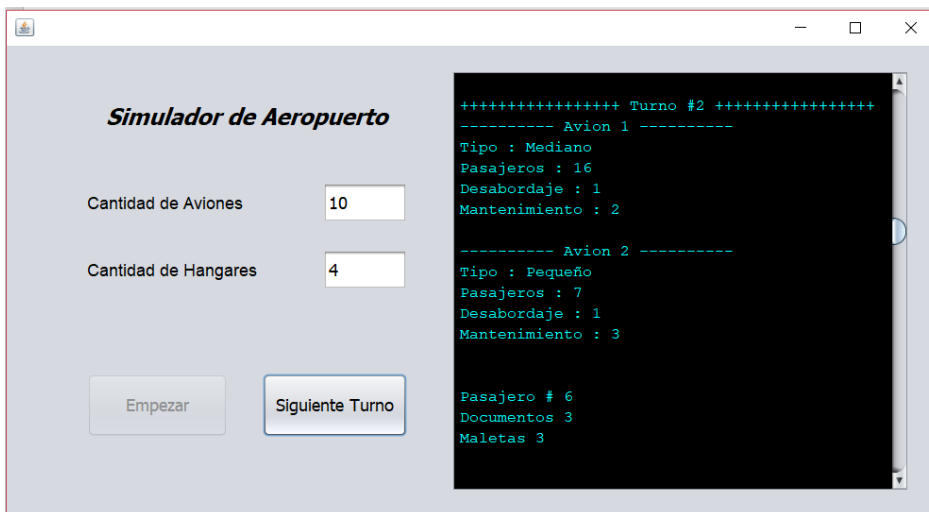 Simulador de Aeropuerto
Cantidad de Aviones 10
Cantidad de Hangares 4
Empezar
Siguiente Turno
+++++++++++++++++ Turno #2 +++++++++++++++++
---------- Avion 1 ----------
Tipo : Mediano
Pasajeros : 16
Desabordaje : 1
Mantenimiento : 2
---------- Avion 2 ----------
Tipo : Pequeño
Pasajeros : 7
Desabordaje : 1
Mantenimiento : 3
Pasajero # 6
Documentos 3
Maletas 3